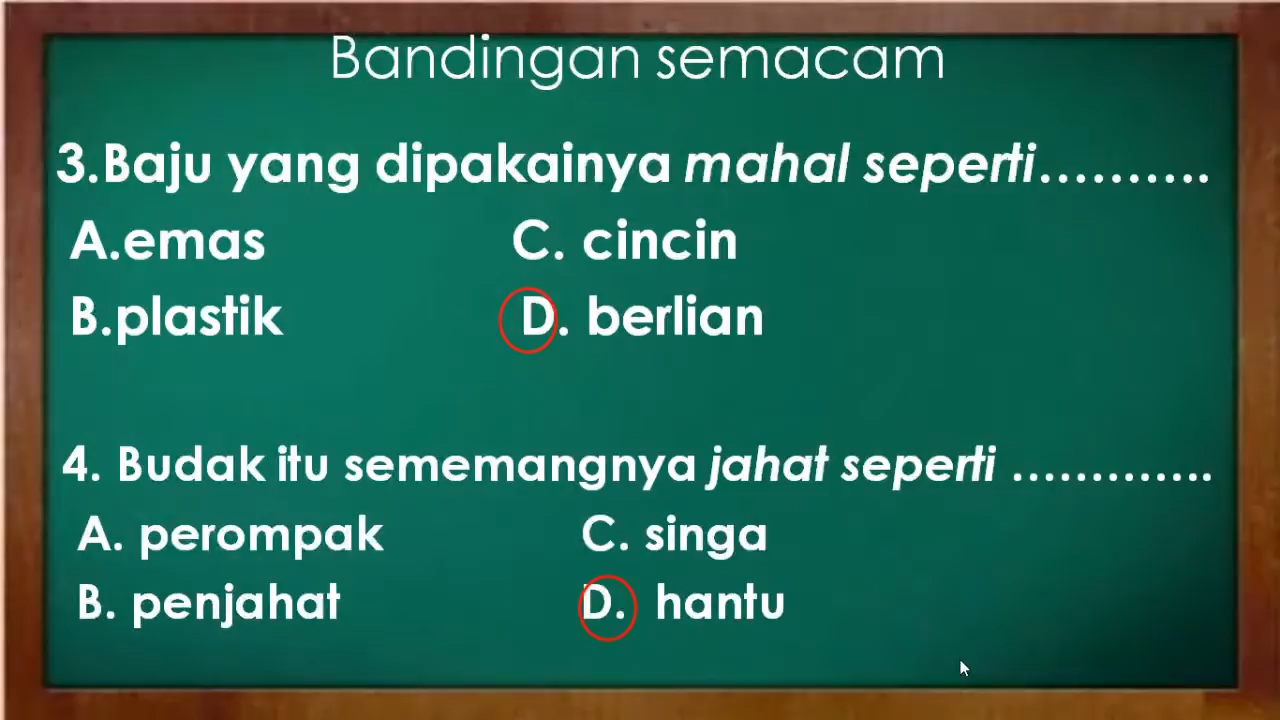 Bandingan semacam
3.Baju yang dipakainya mahal seperti..........
A.emas C. cincin
B.plastik D. berlian
4. Budak itu sememangnya jahat seperti .............
A. perompak C. singa
B. penjahat D. hantu